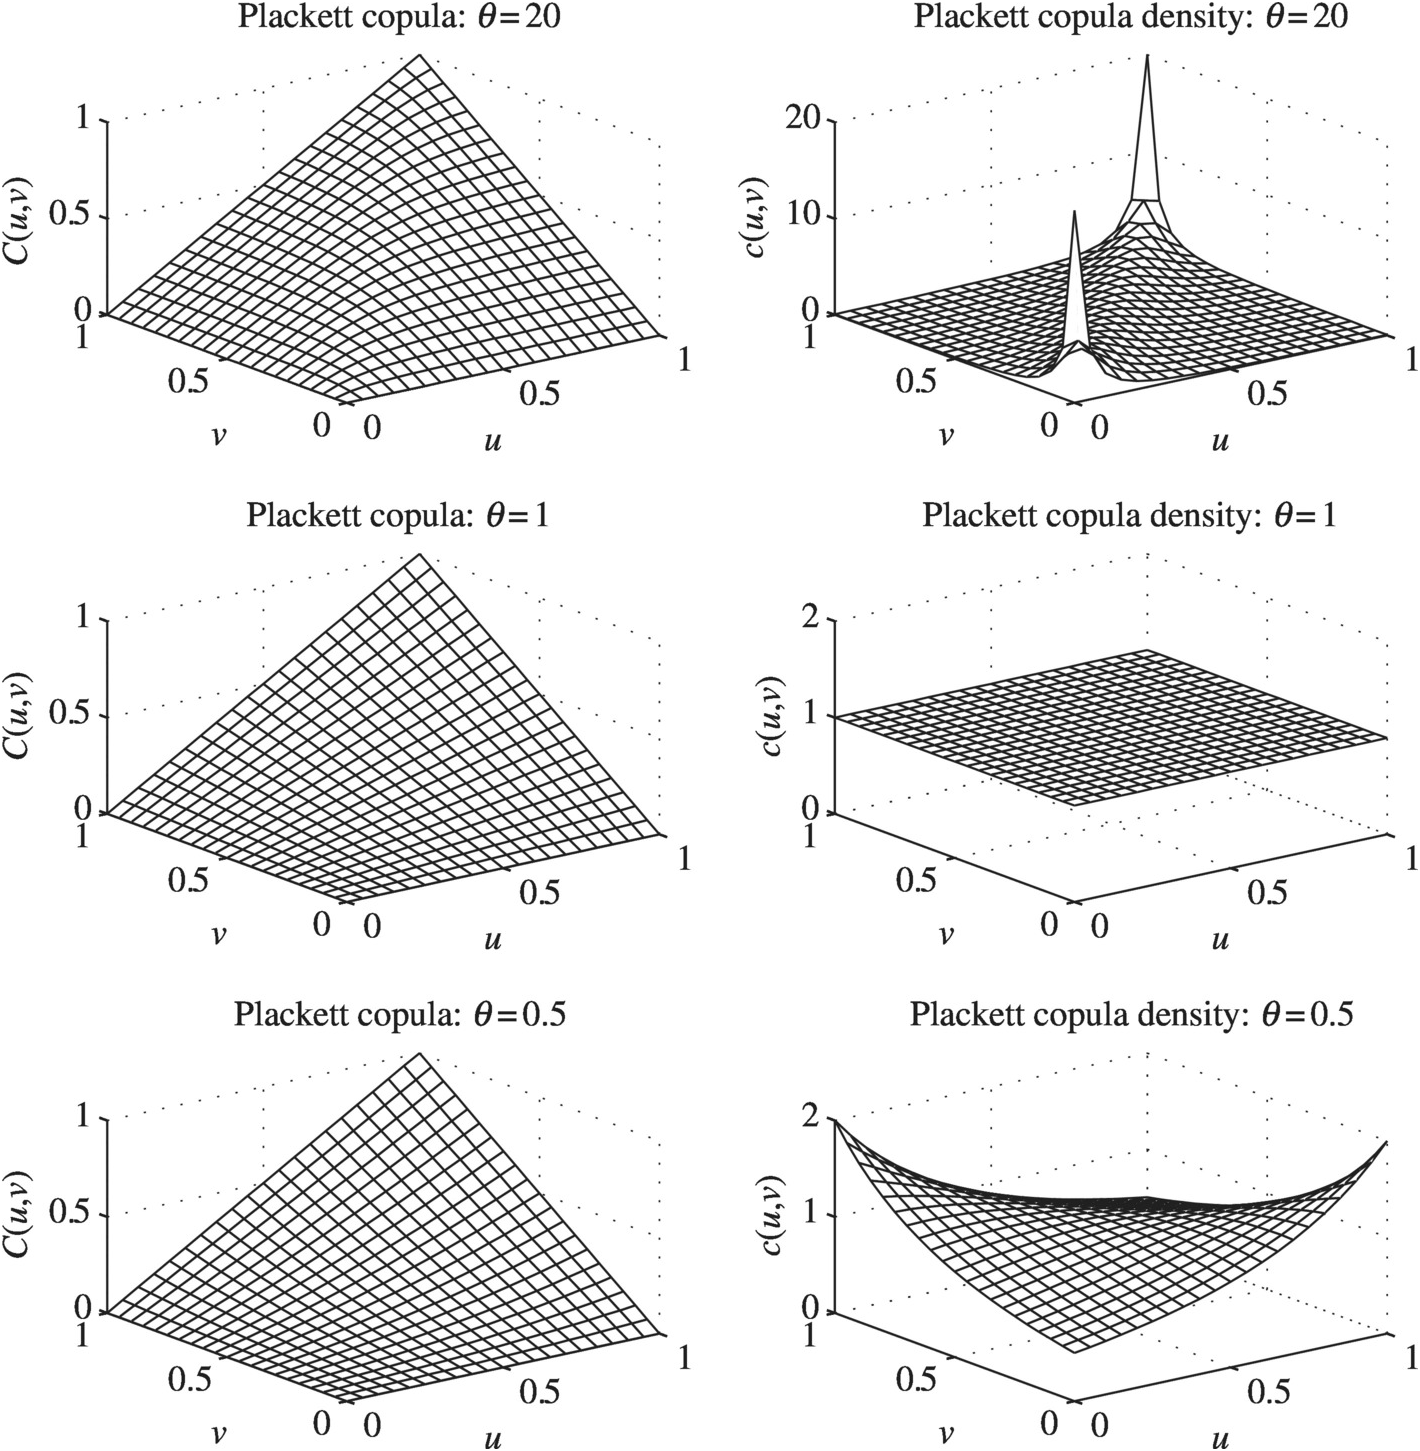 Plackett copula: θ=20
1
0.5
0
C(u,v)
1
0.5
0
v
0
0.5
1
u
Plackett copula density: θ=20
20
10
0
c(u,v)
1
0.5
0
v
0
0.5
1
u
Plackett copula: θ=1
1
0.5
0
C(u,v)
1
0.5
0
v
0
0.5
1
u
Plackett copula density: θ=1
2
1
0
c(u,v)
1
0.5
0
v
0
0.5
1
u
Plackett copula: θ=0.5
1
0.5
0
C(u,v)
1
0.5
0
v
0
0.5
1
u
Plackett copula density: θ=0.5
2
1
0
c(u,v)
1
0.5
0
v
0
0.5
1
u